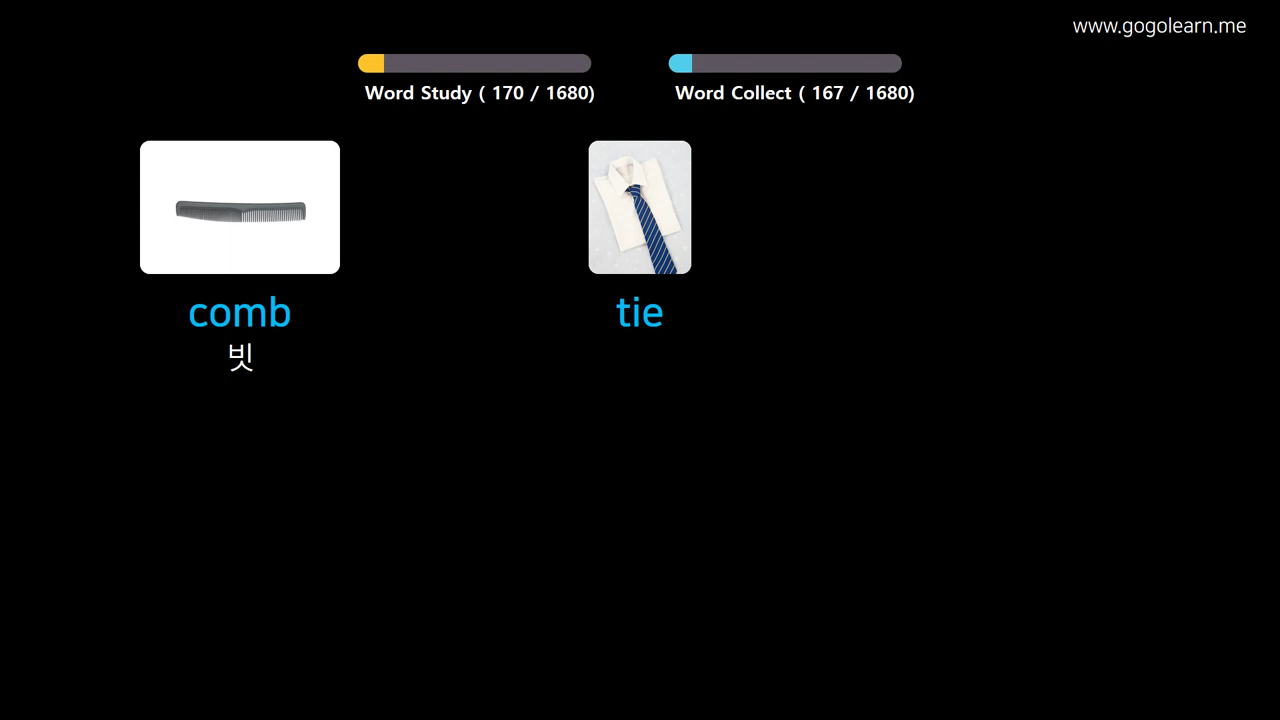 www.gogolearn.me
Word Study ( 170 / 1680)
Word Collect ( 167 / 1680)
comb
빗
tie